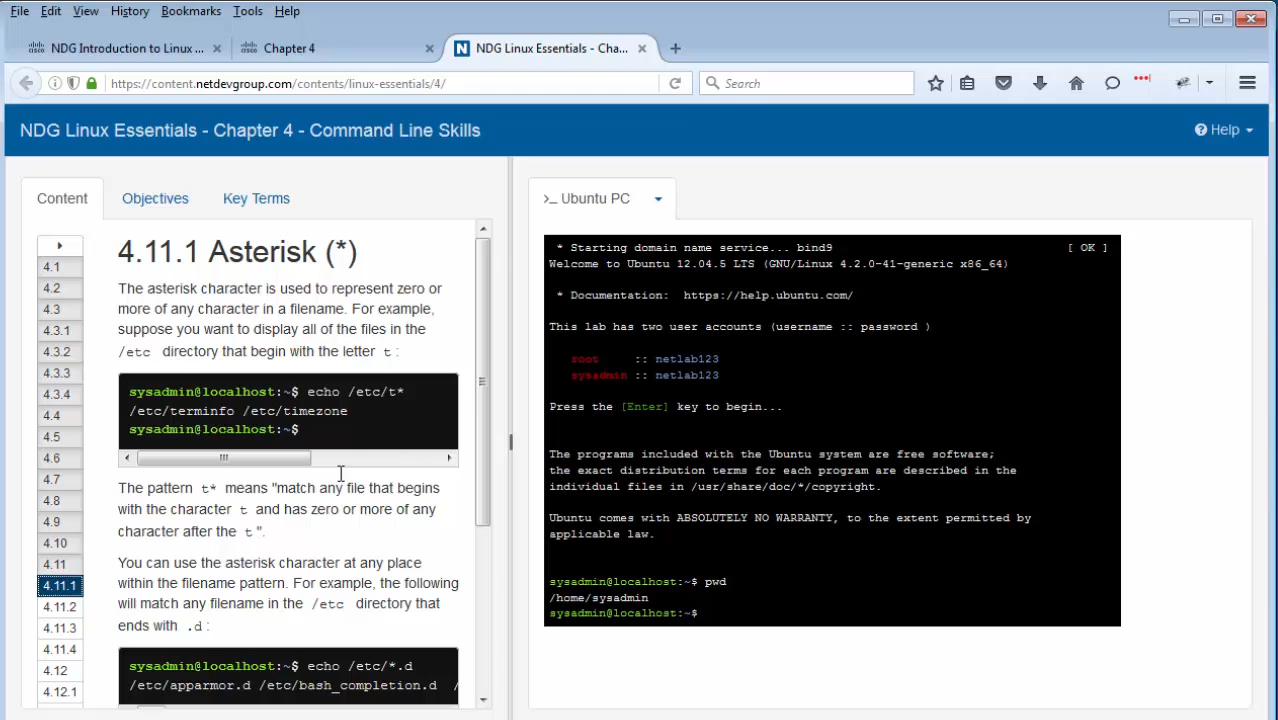 File Edit View History Bookmarks Tools Help
NDG Introduction to Linux ... × Chapter 4 × N NDG Linux Essentials - Cha... × +
https://content.netdevgroup.com/contents/linux-essentials/4/ Search
NDG Linux Essentials - Chapter 4 - Command Line Skills Help
Content Objectives Key Terms
4.1
4.2
4.3
4.3.1
4.3.2
4.3.3
4.3.4
4.4
4.5
4.6
4.7
4.8
4.9
4.10
4.11
4.11.1
4.11.2
4.11.3
4.11.4
4.12
4.12.1
4.11.1 Asterisk (*)
The asterisk character is used to represent zero or
more of any character in a filename. For example,
suppose you want to display all of the files in the
/etc directory that begin with the letter t :
sysadmin@localhost:~$ echo /etc/t*
/etc/terminfo /etc/timezone
sysadmin@localhost:~$
The pattern t* means "match any file that begins
with the character t and has zero or more of any
character after the t ".
You can use the asterisk character at any place
within the filename pattern. For example, the following
will match any filename in the /etc directory that
ends with .d :
sysadmin@localhost:~$ echo /etc/*.d
/etc/apparmor.d /etc/bash_completion.d /
>_ Ubuntu PC
* Starting domain name service... bind9 [ OK ]
Welcome to Ubuntu 12.04.5 LTS (GNU/Linux 4.2.0-41-generic x86_64)
* Documentation: https://help.ubuntu.com/
This lab has two user accounts (username :: password )
root :: netlab123
sysadmin :: netlab123
Press the [Enter] key to begin...
The programs included with the Ubuntu system are free software;
the exact distribution terms for each program are described in the
individual files in /usr/share/doc/*/copyright.
Ubuntu comes with ABSOLUTELY NO WARRANTY, to the extent permitted by
applicable law.
sysadmin@localhost:~$ pwd
/home/sysadmin
sysadmin@localhost:~$